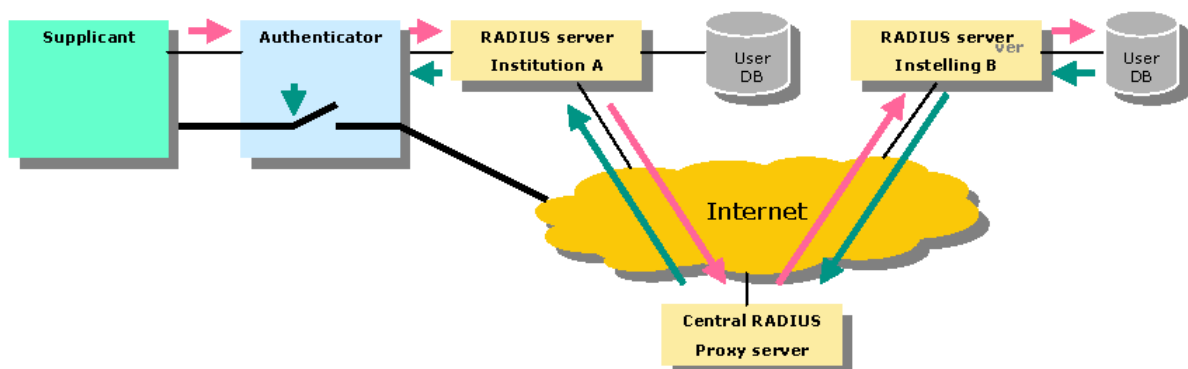 Supplicant
Authenticator
RADIUS server
Institution A
User
DB
RADIUS server
ver
Instelling B
User
DB
Internet
Central RADIUS
Proxy server